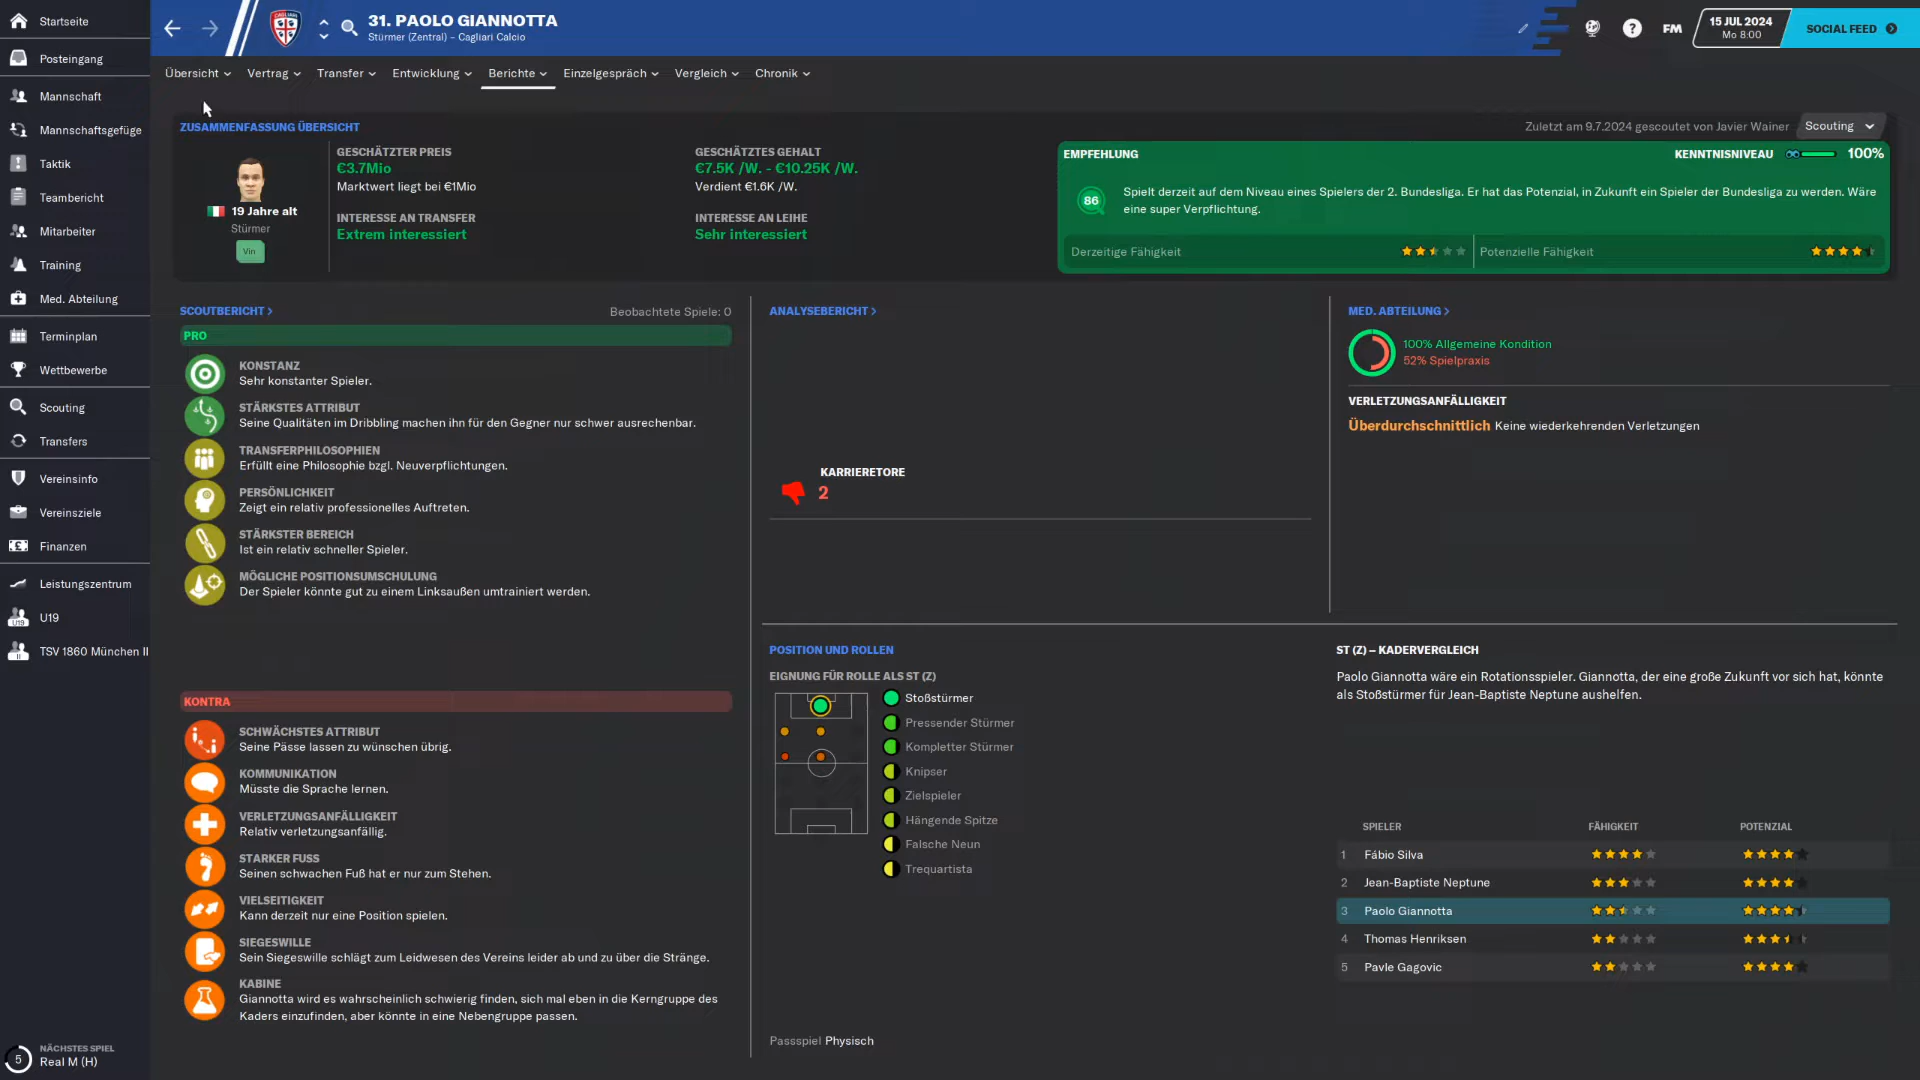 Startseite
Posteingang
Mannschaft
Mannschaftsgefüge
Taktik
Teambericht
Mitarbeiter
Training
Med. Abteilung
Terminplan
Wettbewerbe
Scouting
Transfers
Vereinsinfo
Vereinsziele
Finanzen
Leistungszentrum
U19
U19
TSV 1860 München II
II
5
NÄCHSTES SPIEL
Real M (H)
31. PAOLO GIANNOTTA
Stürmer (Zentral) – Cagliari Calcio
?
FM
15 JUL 2024
Mo 8:00
SOCIAL FEED
Übersicht
Vertrag
Transfer
Entwicklung
Berichte
Einzelgespräch
Vergleich
Chronik
ZUSAMMENFASSUNG ÜBERSICHT
Zuletzt am 9.7.2024 gescoutet von Javier Wainer
Scouting
19 Jahre alt
Stürmer
Vin
GESCHÄTZTER PREIS
€3.7Mio
Marktwert liegt bei €1Mio
INTERESSE AN TRANSFER
Extrem interessiert
GESCHÄTZTES GEHALT
€7.5K /W. - €10.25K /W.
Verdient €1.6K /W.
INTERESSE AN LEIHE
Sehr interessiert
EMPFEHLUNG
KENNTNISNIVEAU
100%
86
Spielt derzeit auf dem Niveau eines Spielers der 2. Bundesliga. Er hat das Potenzial, in Zukunft ein Spieler der Bundesliga zu werden. Wäre
eine super Verpflichtung.
Derzeitige Fähigkeit
Potenzielle Fähigkeit
SCOUTBERICHT >
Beobachtete Spiele: 0
PRO
KONSTANZ
Sehr konstanter Spieler.
STÄRKSTES ATTRIBUT
Seine Qualitäten im Dribbling machen ihn für den Gegner nur schwer ausrechenbar.
TRANSFERPHILOSOPHIEN
Erfüllt eine Philosophie bzgl. Neuverpflichtungen.
PERSÖNLICHKEIT
Zeigt ein relativ professionelles Auftreten.
STÄRKSTER BEREICH
Ist ein relativ schneller Spieler.
MÖGLICHE POSITIONSUMSCHULUNG
Der Spieler könnte gut zu einem Linksaußen umtrainiert werden.
KONTRA
SCHWÄCHSTES ATTRIBUT
Seine Pässe lassen zu wünschen übrig.
KOMMUNIKATION
Müsste die Sprache lernen.
VERLETZUNGSANFÄLLIGKEIT
Relativ verletzungsanfällig.
STARKER FUSS
Seinen schwachen Fuß hat er nur zum Stehen.
VIELSEITIGKEIT
Kann derzeit nur eine Position spielen.
SIEGESWILLE
Sein Siegeswille schlägt zum Leidwesen des Vereins leider ab und zu über die Stränge.
KABINE
Giannotta wird es wahrscheinlich schwierig finden, sich mal eben in die Kerngruppe des
Kaders einzufinden, aber könnte in eine Nebengruppe passen.
ANALYSEBERICHT >
KARRIERETORE
2
MED. ABTEILUNG >
100% Allgemeine Kondition
52% Spielpraxis
VERLETZUNGSANFÄLLIGKEIT
Überdurchschnittlich Keine wiederkehrenden Verletzungen
POSITION UND ROLLEN
EIGNUNG FÜR ROLLE ALS ST (Z)
Stoßstürmer
Pressender Stürmer
Kompletter Stürmer
Knipser
Zielspieler
Hängende Spitze
Falsche Neun
Trequartista
Passspiel Physisch
ST (Z) – KADERVERGLEICH
Paolo Giannotta wäre ein Rotationsspieler. Giannotta, der eine große Zukunft vor sich hat, könnte
als Stoßstürmer für Jean-Baptiste Neptune aushelfen.
SPIELER FÄHIGKEIT POTENZIAL
1 Fábio Silva
2 Jean-Baptiste Neptune
3 Paolo Giannotta
4 Thomas Henriksen
5 Pavle Gagovic